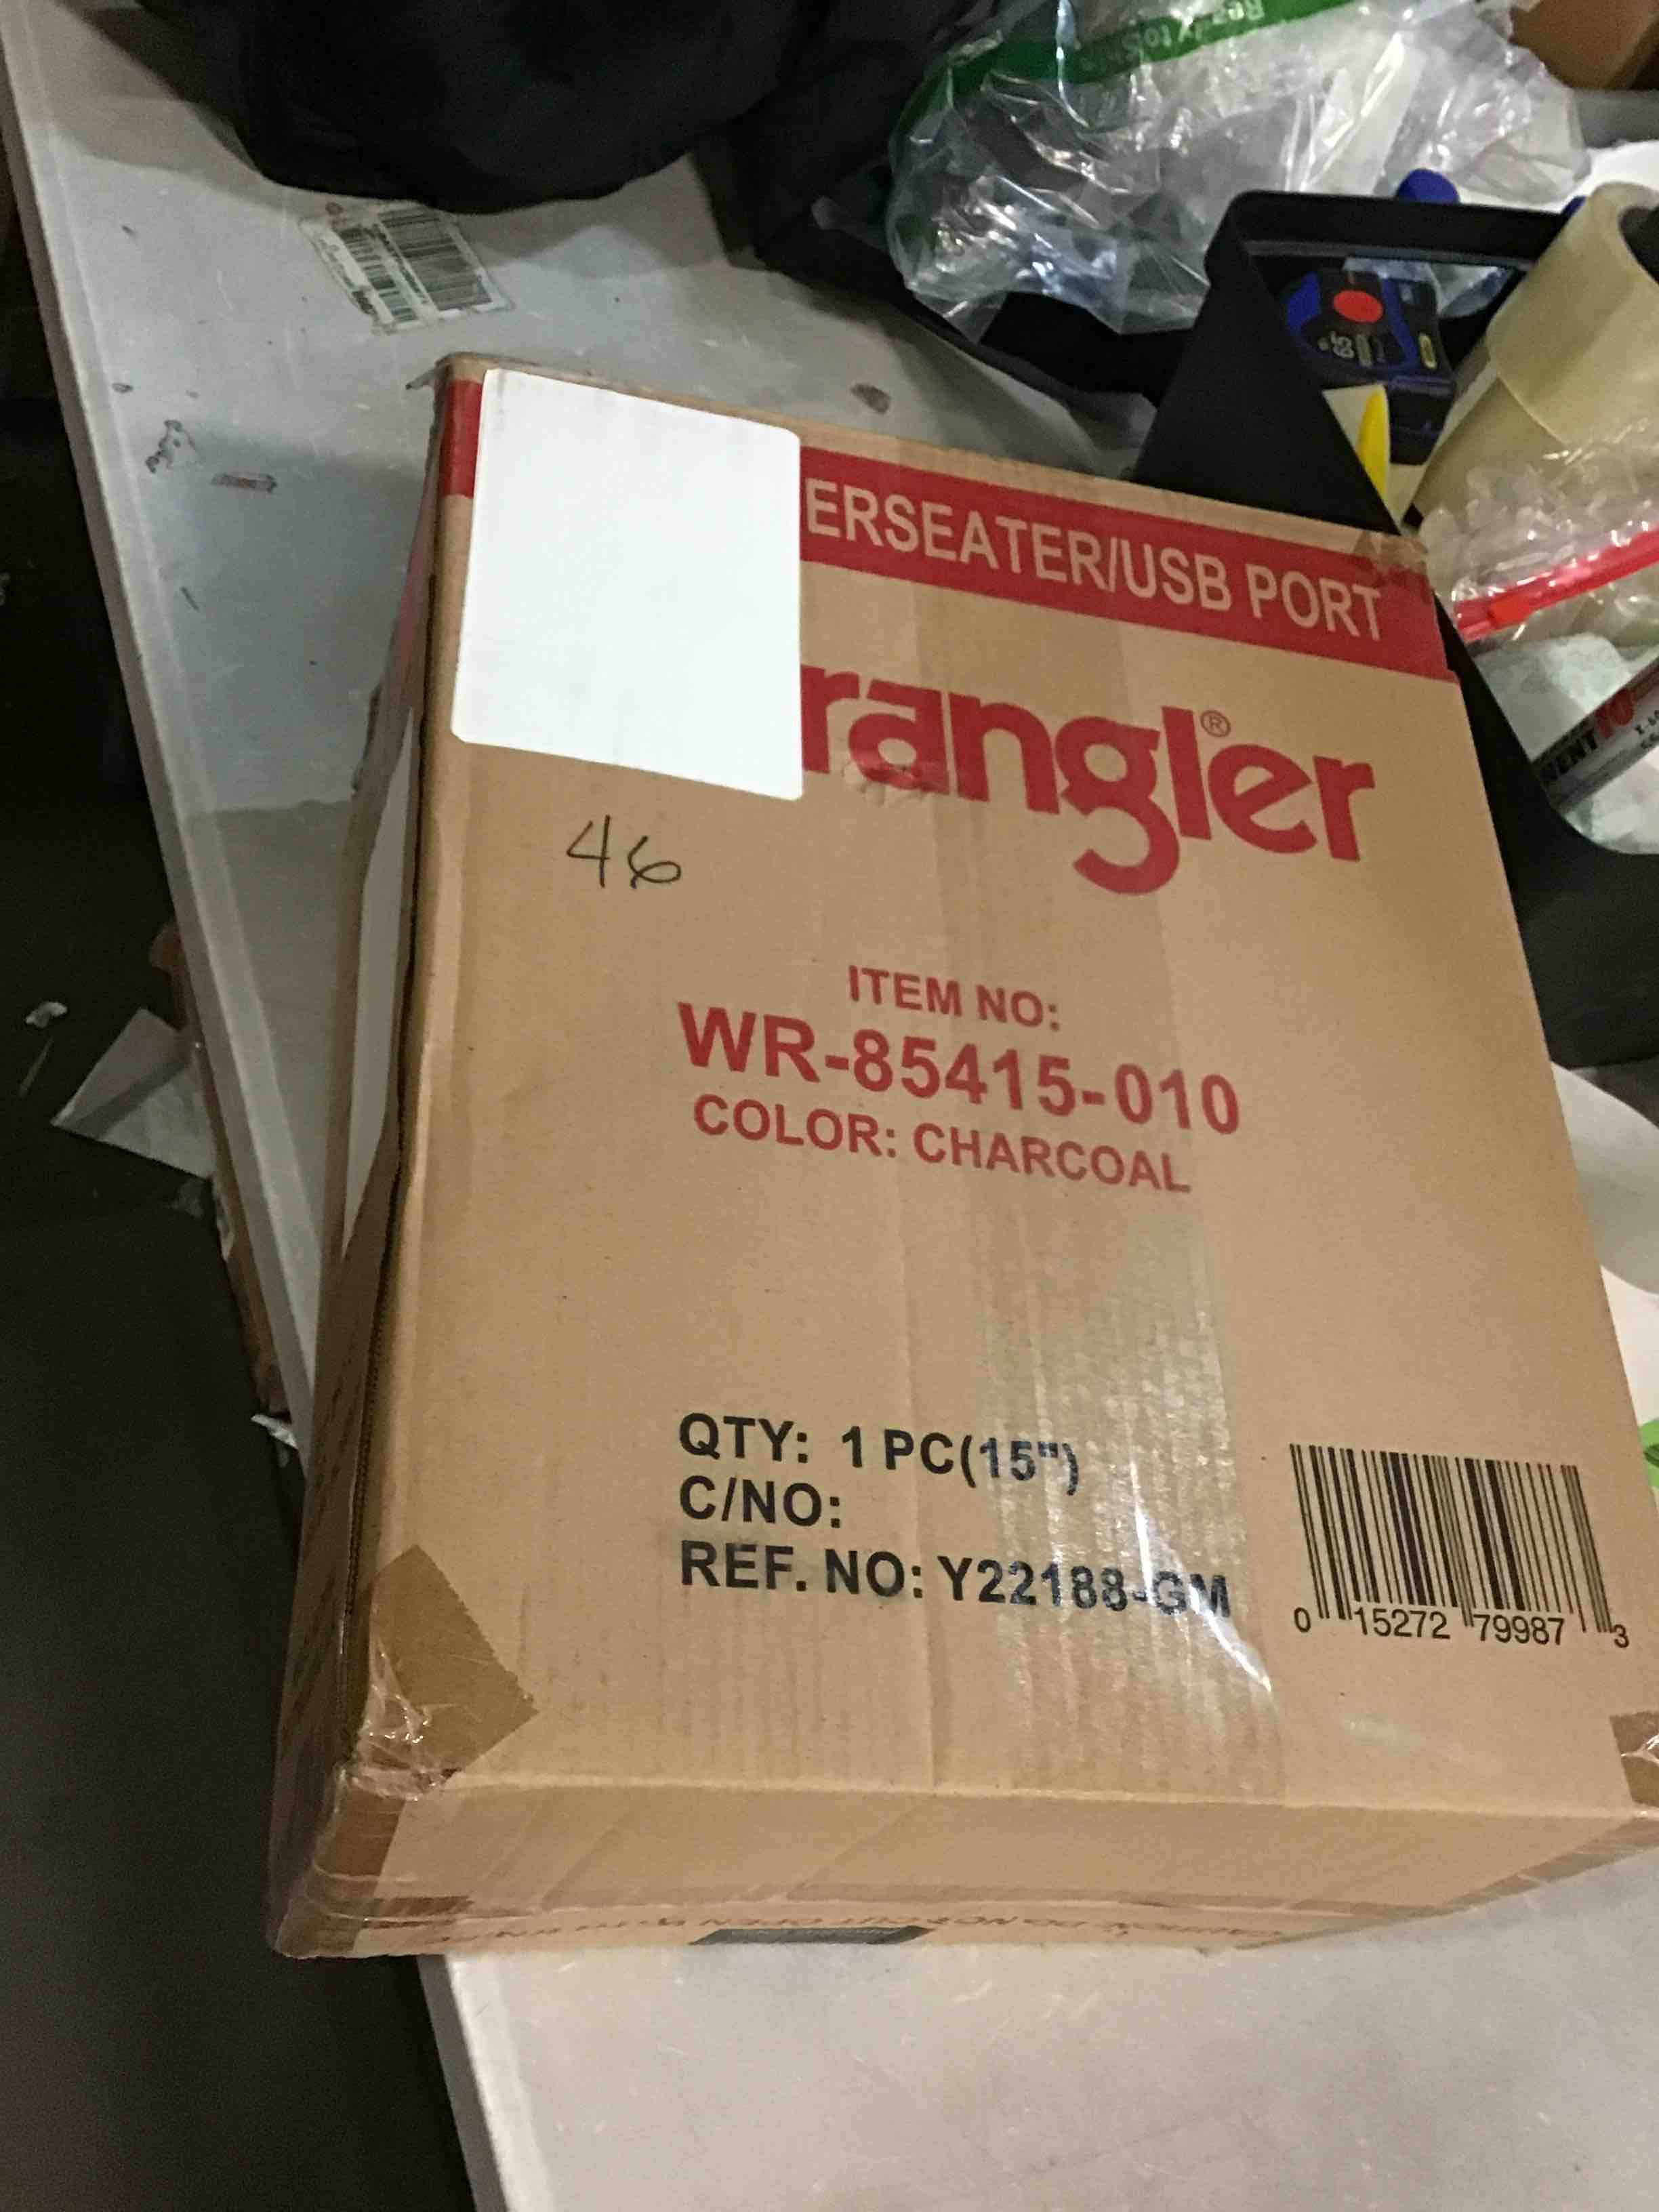 ERSEATER/USB PORT
rangler®
46
ITEM NO:
WR-85415-010
COLOR: CHARCOAL
QTY: 1 PC(15")
C/NO:
REF. NO: Y22188-GM
0 15272 79987 3